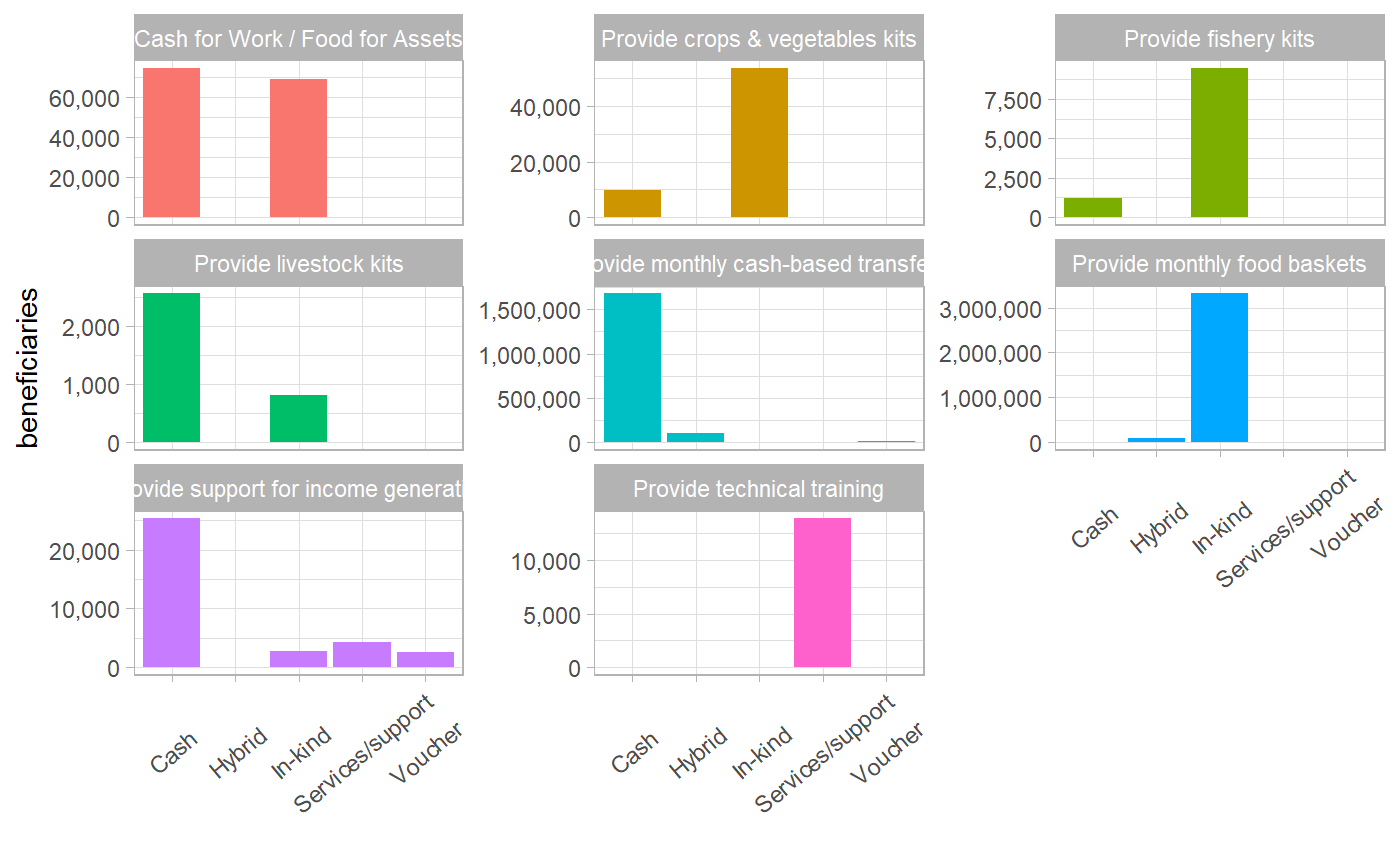 Cash for Work / Food for Assets
Provide crops & vegetables kits
Provide fishery kits
60,000
40,000
20,000
0
40,000
20,000
0
7,500
5,000
2,500
0
Provide livestock kits
ovide monthly cash-based transfe
Provide monthly food baskets
beneficiaries
2,000
1,000
0
1,500,000
1,000,000
500,000
0
3,000,000
2,000,000
1,000,000
0
Cash
Hybrid
In-kind
Services/support
Voucher
ovide support for income generati
Provide technical training
20,000
10,000
0
10,000
5,000
0
Cash
Hybrid
In-kind
Services/support
Voucher
Cash
Hybrid
In-kind
Services/support
Voucher